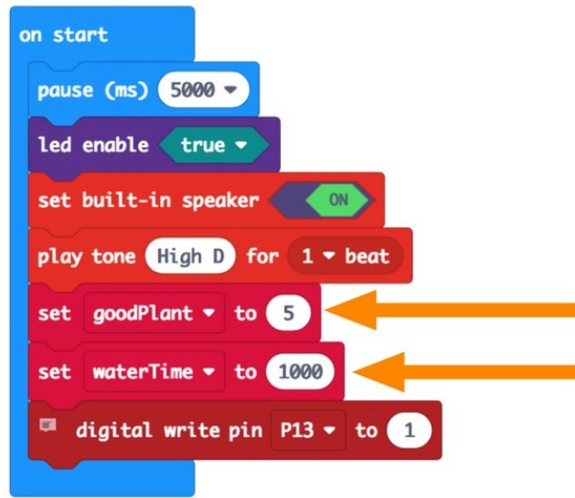 on start
pause (ms) 5000
led enable true
set built-in speaker ON
play tone High D for 1 beat
set goodPlant to 5
set waterTime to 1000
digital write pin P13 to 1